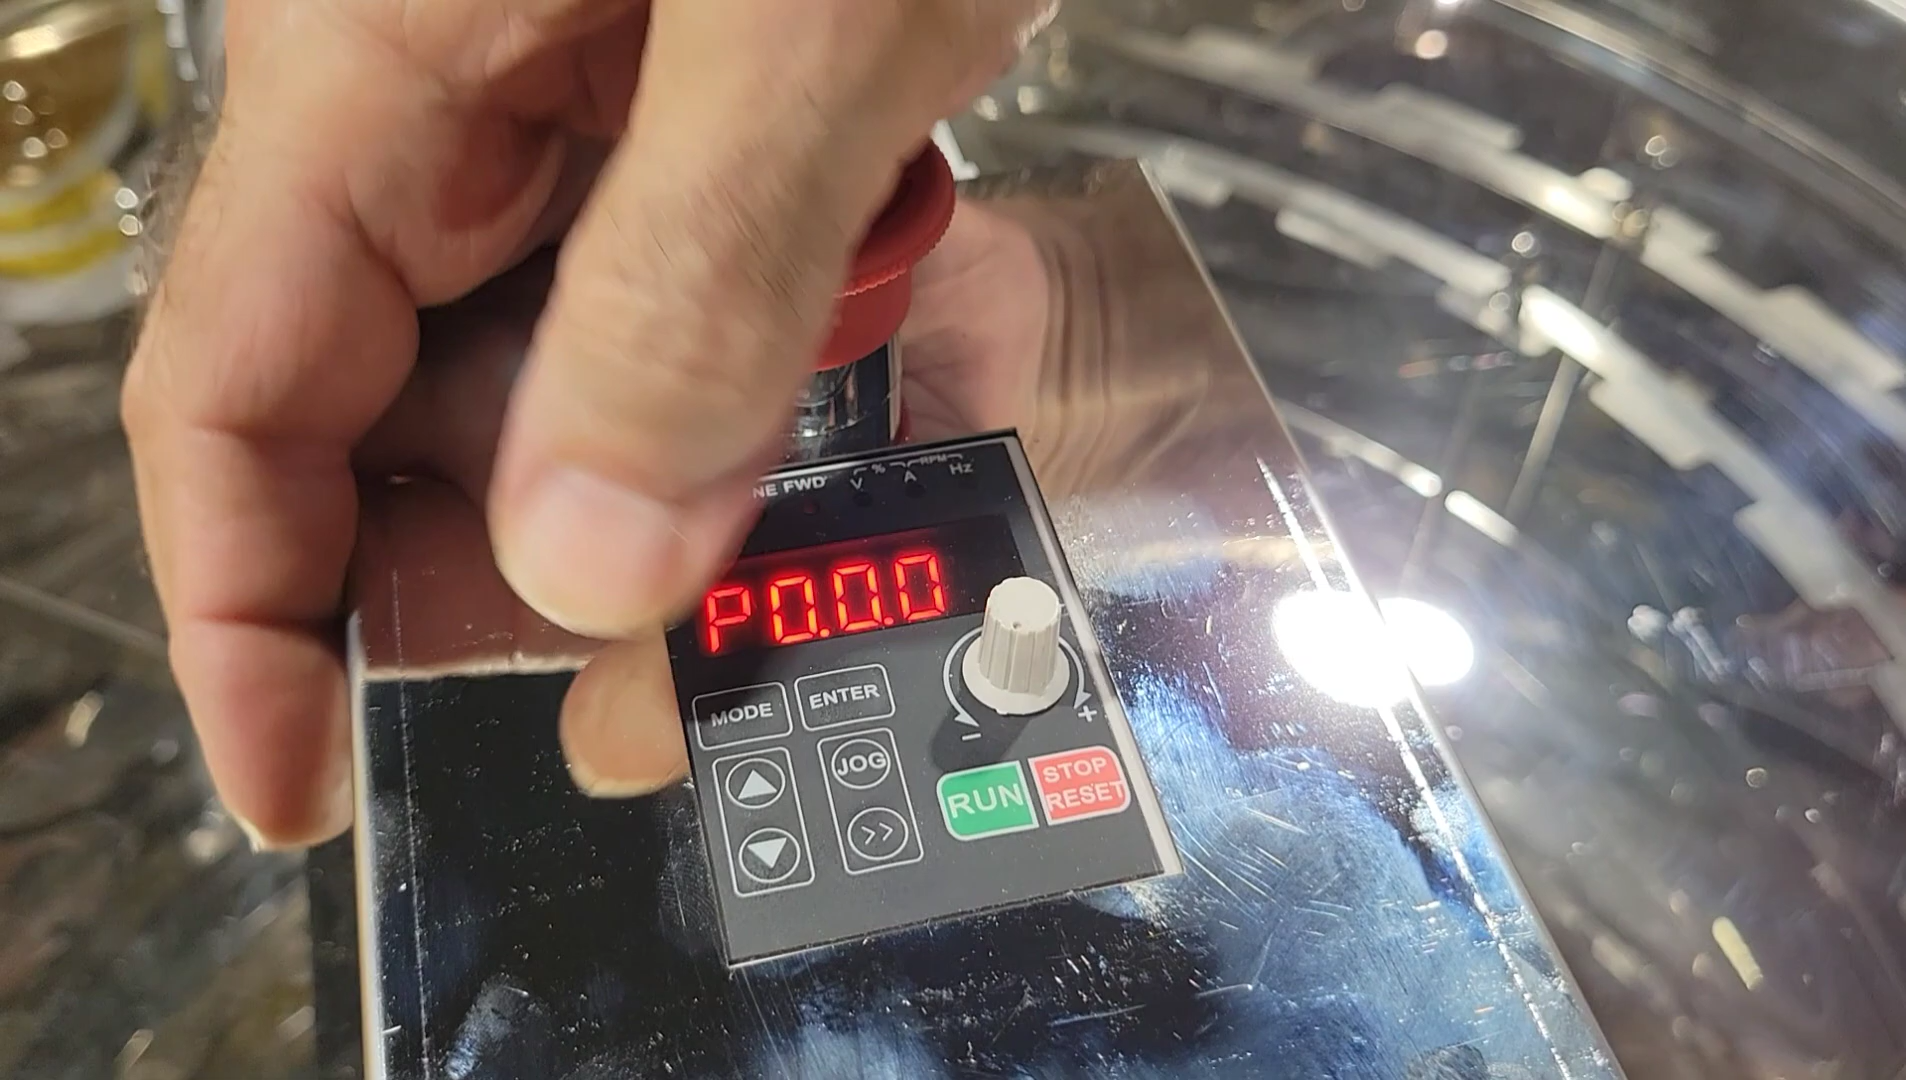 % RPM
NE FWD V A Hz
P0.0.0
MODE ENTER
JOG
>>
- +
RUN STOP
RESET